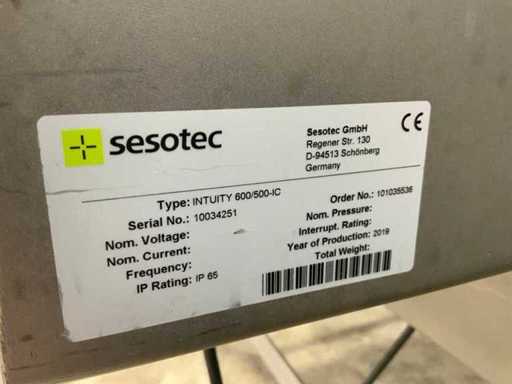 sesotec
Sesotec GmbH
Regener Str. 130
D-94513 Schönberg
Germany
CE
Type: INTUITY 600/500-IC
Serial No.: 10034251
Nom. Voltage:
Nom. Current:
Frequency:
IP Rating: IP 65
Order No.: 101035536
Nom. Pressure:
Interrupt. Rating:
Year of Production: 2019
Total Weight: